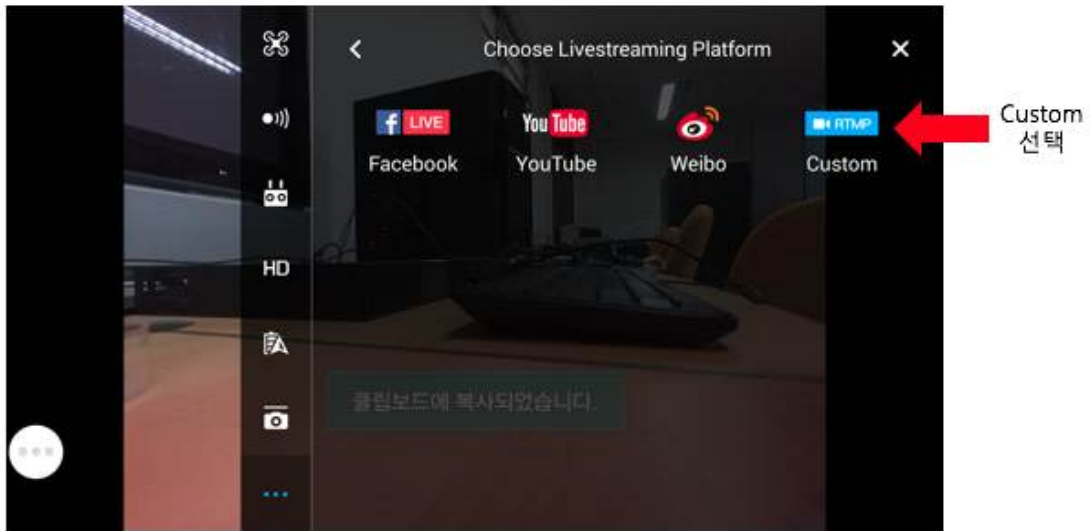 Choose Livestreaming Platform
f LIVE
You Tube
RTMP
Facebook
YouTube
Weibo
Custom
HD
클립보드에 복사되었습니다.
Custom
선택